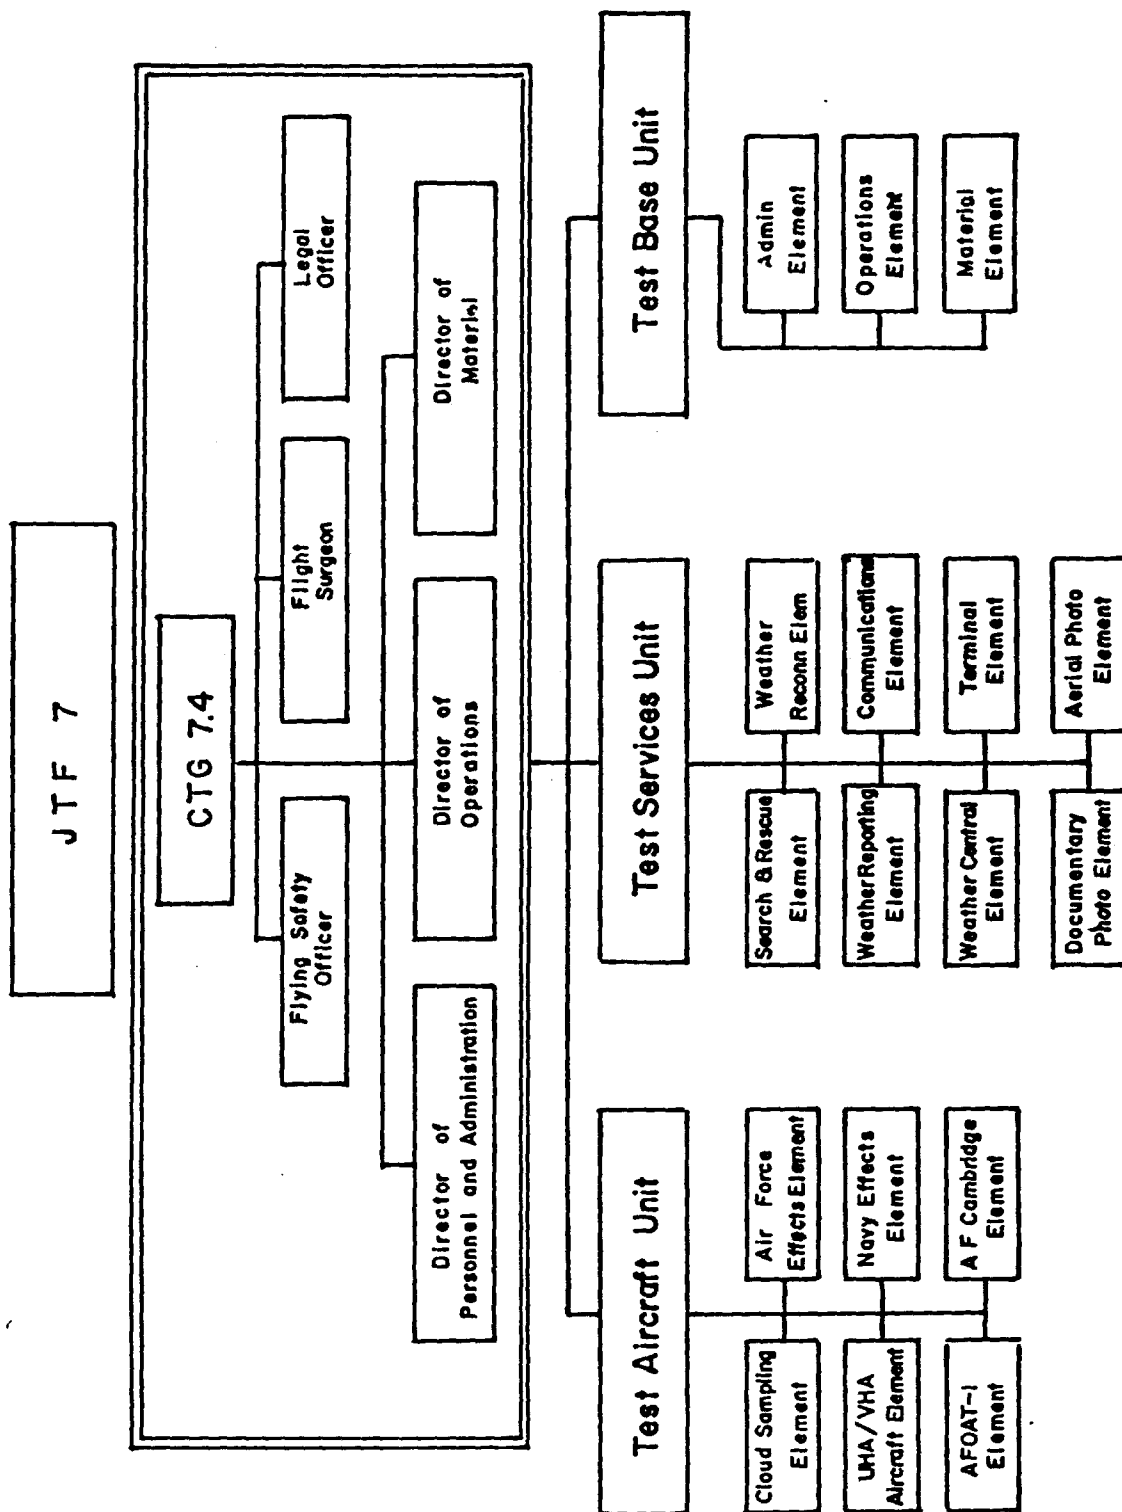 JTF 7
CTG 7.4
Flying Safety
Officer
Flight
Surgeon
Legal
Officer
Director of
Personnel and Administration
Director of
Operations
Director of
Material
Test Aircraft Unit
Test Services Unit
Test Base Unit
Cloud Sampling
Element
Air Force
Effects Element
UHA/VHA
Aircraft Element
Navy Effects
Element
AFOAT-1
Element
AF Cambridge
Element
Search & Rescue
Element
Weather
Reconn Elem
Weather Reporting
Element
Communications
Element
Weather Central
Element
Terminal
Element
Documentary
Photo Element
Aerial Photo
Element
Admin
Element
Operations
Element
Material
Element